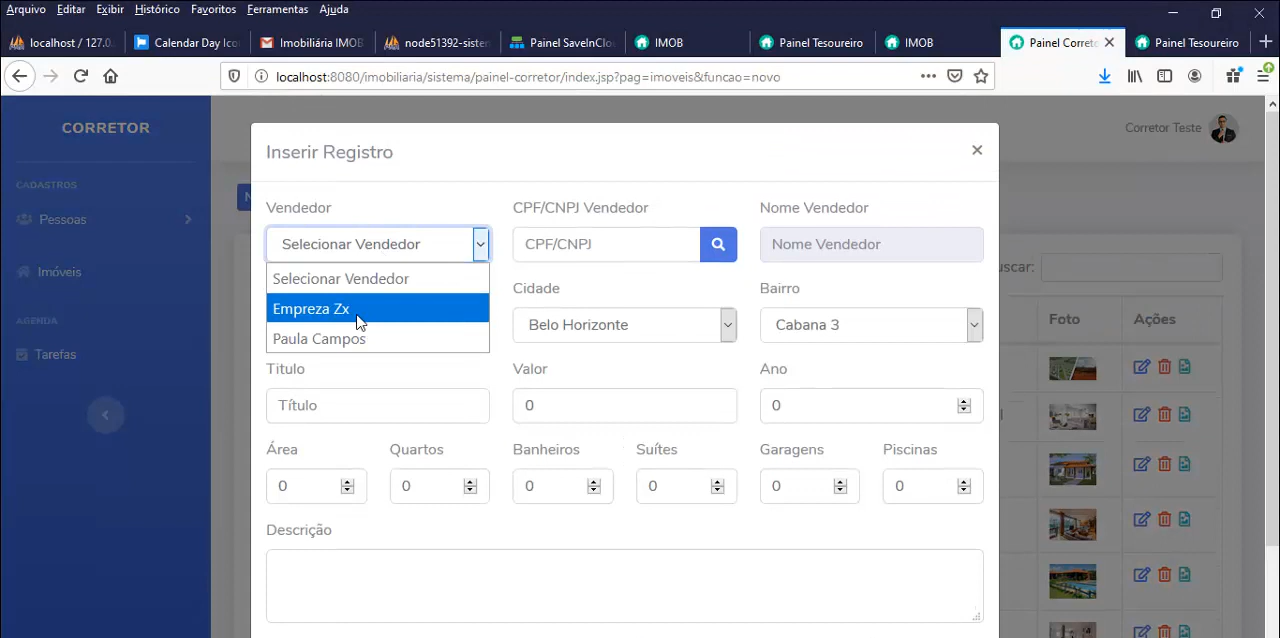 Arquivo Editar Exibir Histórico Favoritos Ferramentas Ajuda
localhost / 127.0. Calendar Day Ico Imobiliária IMOB node51392-sister Painel SaveInClou IMOB Painel Tesoureiro IMOB Painel Correto Painel Tesoureiro
localhost:8080/imobiliaria/sistema/painel-corretor/index.jsp?pag=imoveis&funcao=novo
CORRETOR
Corretor Teste
Inserir Registro
CADASTROS
Pessoas
Imóveis
AGENDA
Tarefas
N
Vendedor CPF/CNPJ Vendedor Nome Vendedor
Selecionar Vendedor CPF/CNPJ Nome Vendedor
uscar:
Selecionar Vendedor
Empreza Zx
Paula Campos
Cidade Bairro
Belo Horizonte Cabana 3
Foto Ações
Titulo Valor Ano
Título 0 0
Área Quartos Banheiros Suítes Garagens Piscinas
0 0 0 0 0 0
Descrição